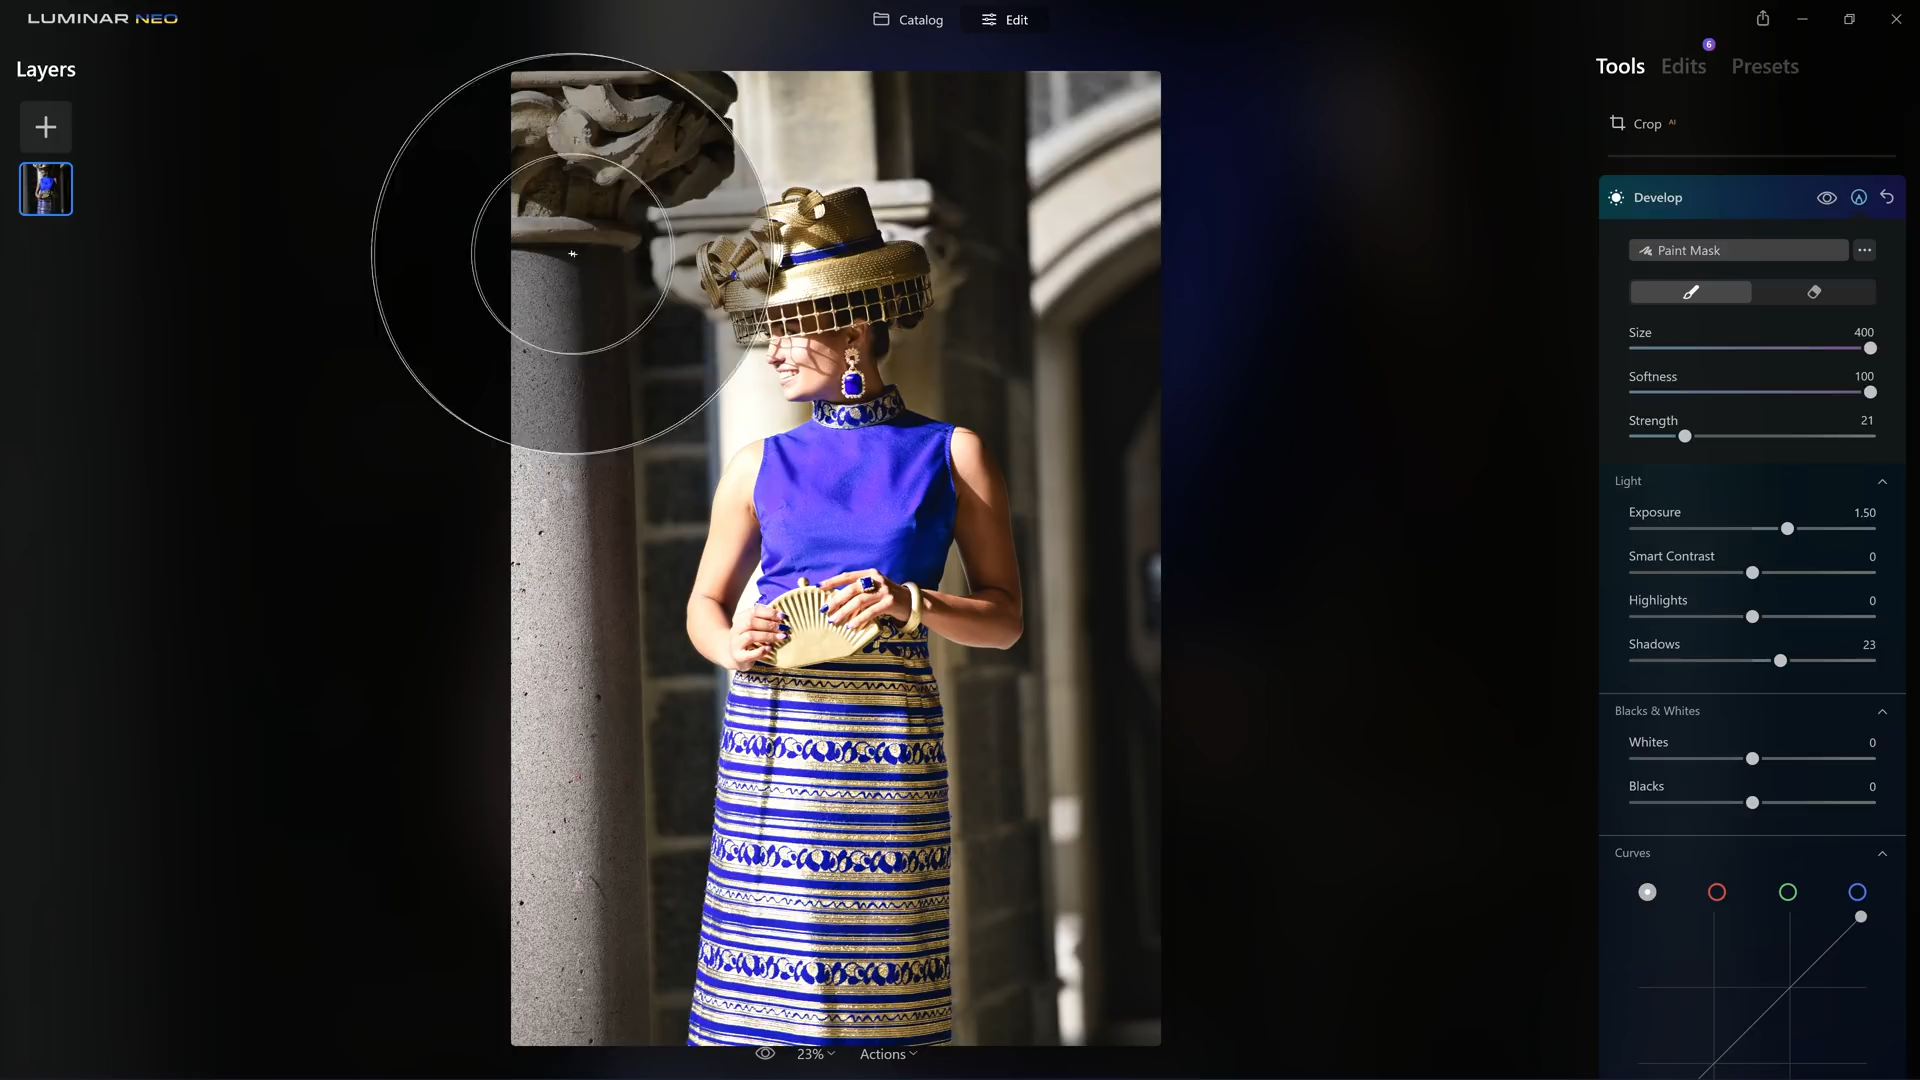 LUMINAR NEO
Catalog
Edit
Layers
6
Tools
Edits
Presets
Crop AI
Develop
Paint Mask
Size 400
Softness 100
Strength 21
Light
Exposure 1.50
Smart Contrast 0
Highlights 0
Shadows 23
Blacks & Whites
Whites 0
Blacks 0
Curves
23%
Actions